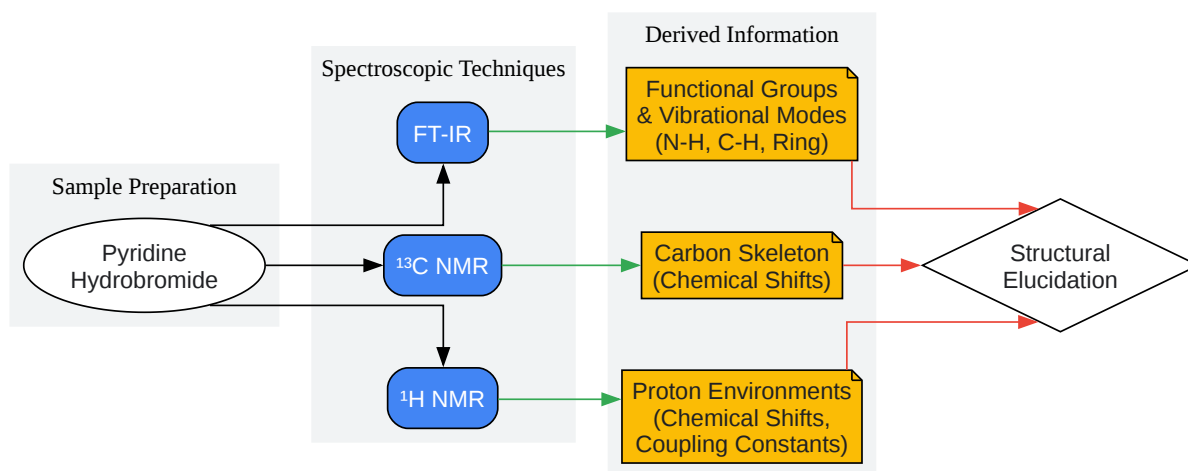 Sample Preparation
Pyridine
Hydrobromide
Spectroscopic Techniques
FT-IR
¹³C NMR
¹H NMR
Derived Information
Functional Groups
& Vibrational Modes
(N-H, C-H, Ring)
Carbon Skeleton
(Chemical Shifts)
Proton Environments
(Chemical Shifts,
Coupling Constants)
Structural
Elucidation